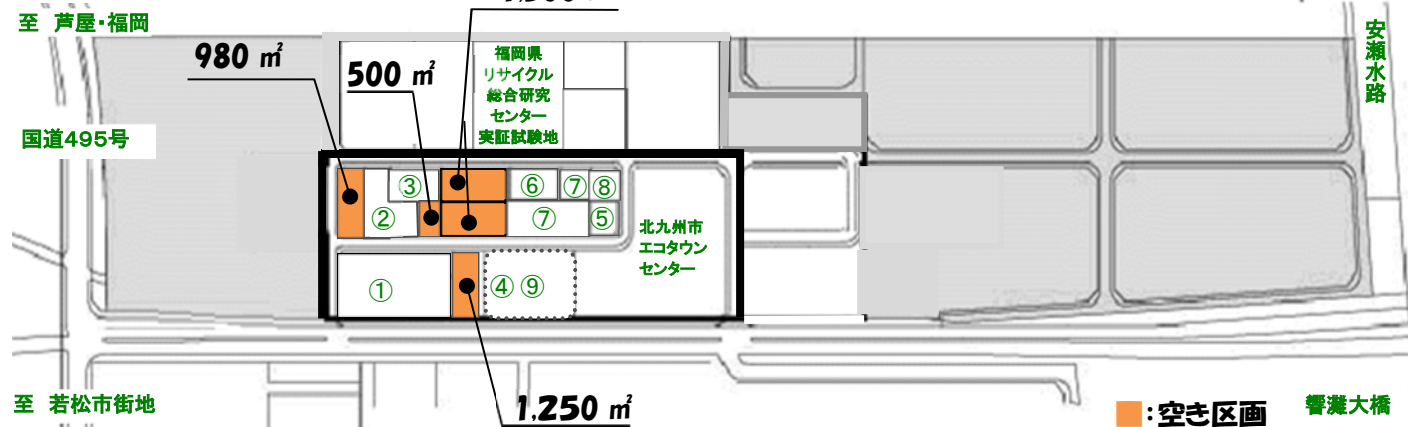 至 芦屋・福岡
980 ㎡
500 ㎡
福岡県
リサイクル
総合研究
センター
実証試験地
安瀬水路
国道495号
③
⑥
⑦
⑧
②
⑦
⑤
北九州市
エコタウン
センター
①
④
⑨
至 若松市街地
1,250 ㎡
:空き区画
響灘大橋